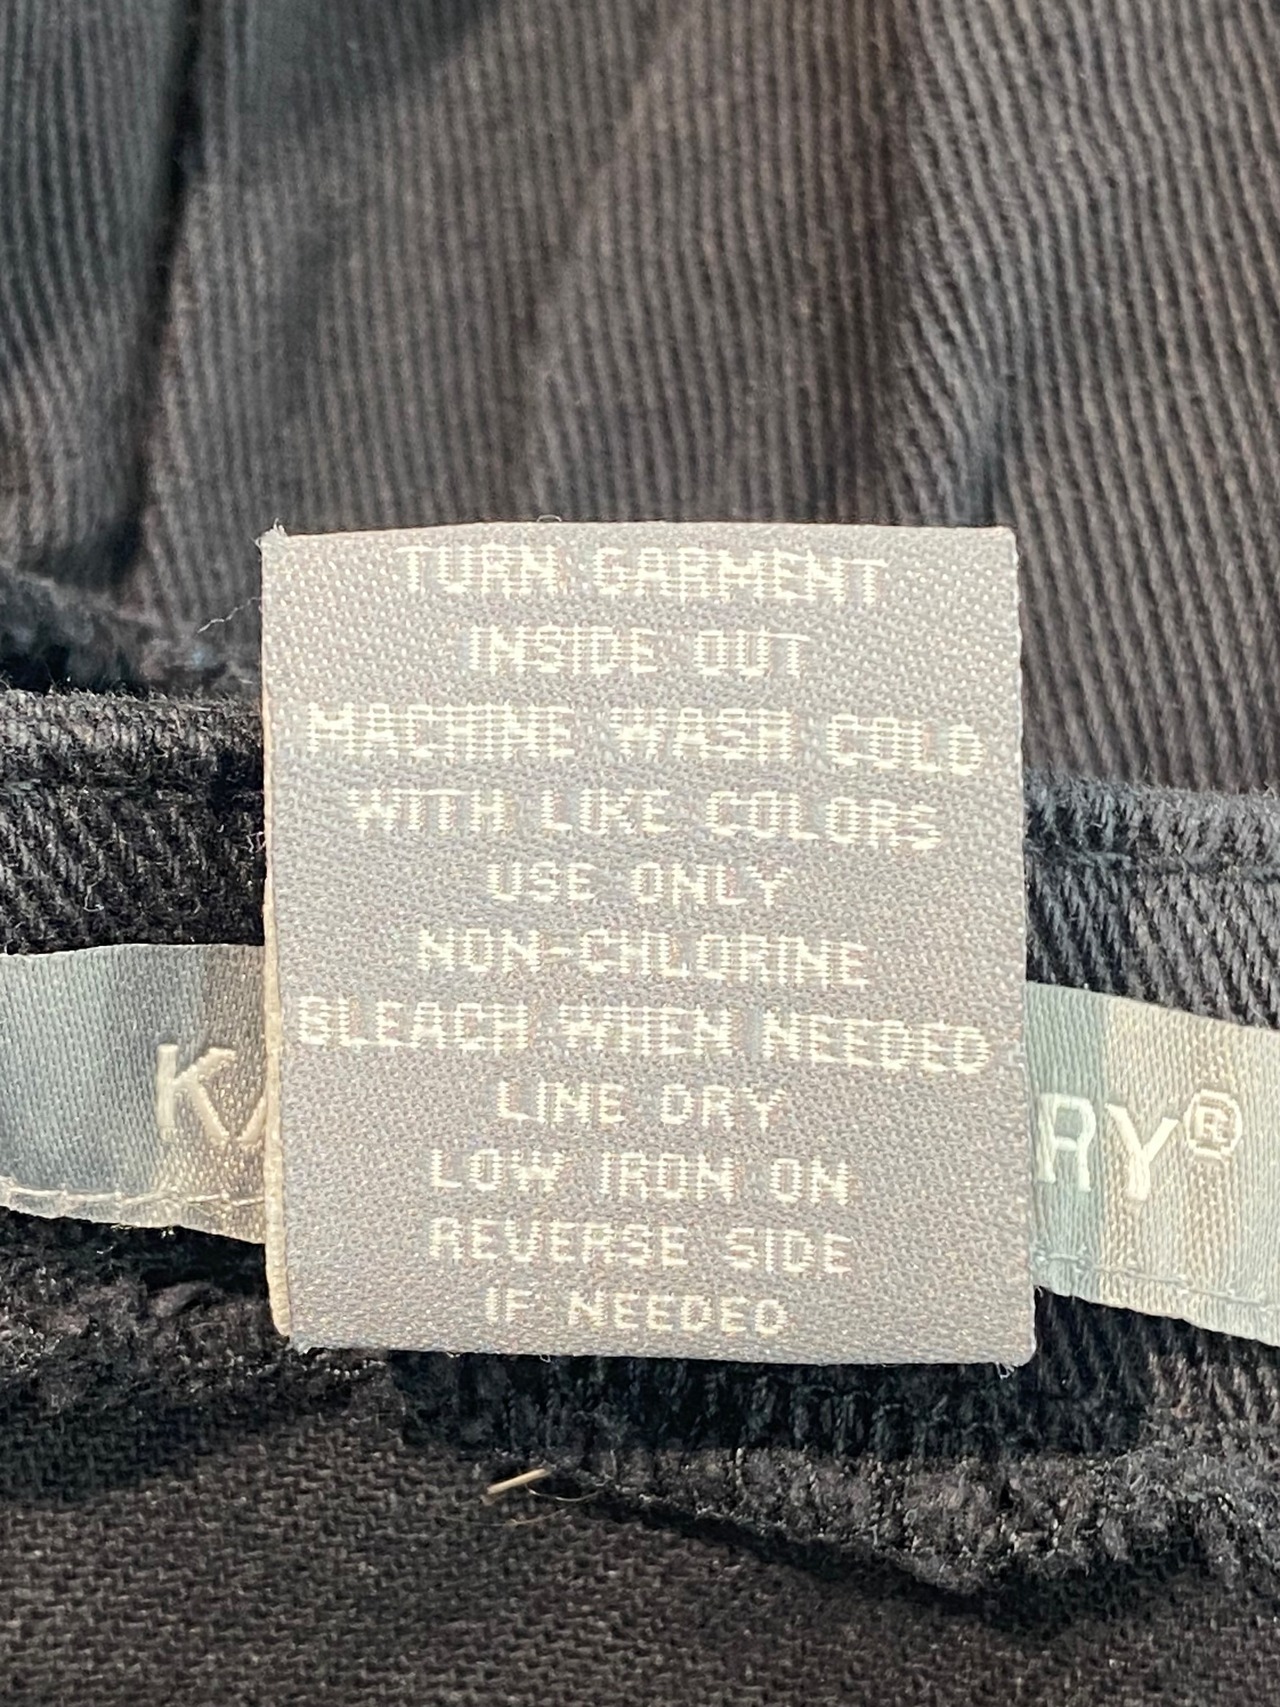 TURN GARMENT
INSIDE OUT
MACHINE WASH COLD
WITH LIKE COLORS
USE ONLY
NON-CHLORINE
BLEACH WHEN NEEDED
LINE DRY
LOW IRON ON
REVERSE SIDE
IF NEEDED
RY®